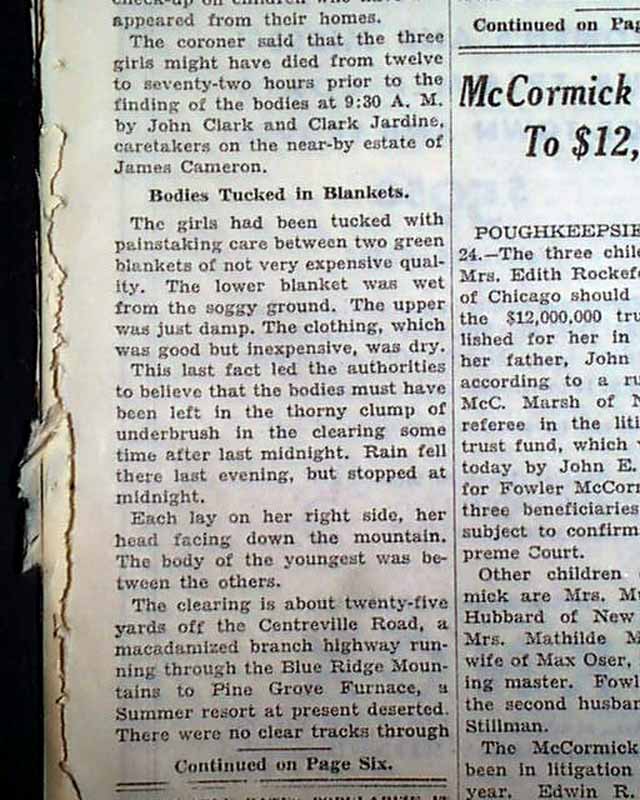 appeared from their homes.
The coroner said that the three
girls might have died from twelve
to seventy-two hours prior to the
finding of the bodies at 9:30 A. M.
by John Clark and Clark Jardine,
caretakers on the near-by estate of
James Cameron.
Bodies Tucked in Blankets.
The girls had been tucked with
painstaking care between two green
blankets of not very expensive qual-
ity. The lower blanket was wet
from the soggy ground. The upper
was just damp. The clothing, which
was good but inexpensive, was dry.
This last fact led the authorities
to believe that the bodies must have
been left in the thorny clump of
underbrush in the clearing some
time after last midnight. Rain fell
there last evening, but stopped at
midnight.
Each lay on her right side, her
head facing down the mountain.
The body of the youngest was be-
tween the others.
The clearing is about twenty-five
yards off the Centreville Road, a
macadamized branch highway run-
ning through the Blue Ridge Moun-
tains to Pine Grove Furnace, a
Summer resort at present deserted.
There were no clear tracks through
Continued on Page Six.
Continued on Pag
McCormick
To $12,
POUGHKEEPSIE
24.—The three chil
Mrs. Edith Rockef
of Chicago should
the $12,000,000 tru
lished for her in
her father, John
according to a ru
McC. Marsh of N
referee in the liti
trust fund, which
today by John E.
for Fowler McCor
three beneficiaries
subject to confirm
preme Court.
Other children
mick are Mrs. Mu
Hubbard of New
Mrs. Mathilde M
wife of Max Oser,
ing master. Fowl
the second husba
Stillman.
The McCormick
been in litigation
year. Edwin R.